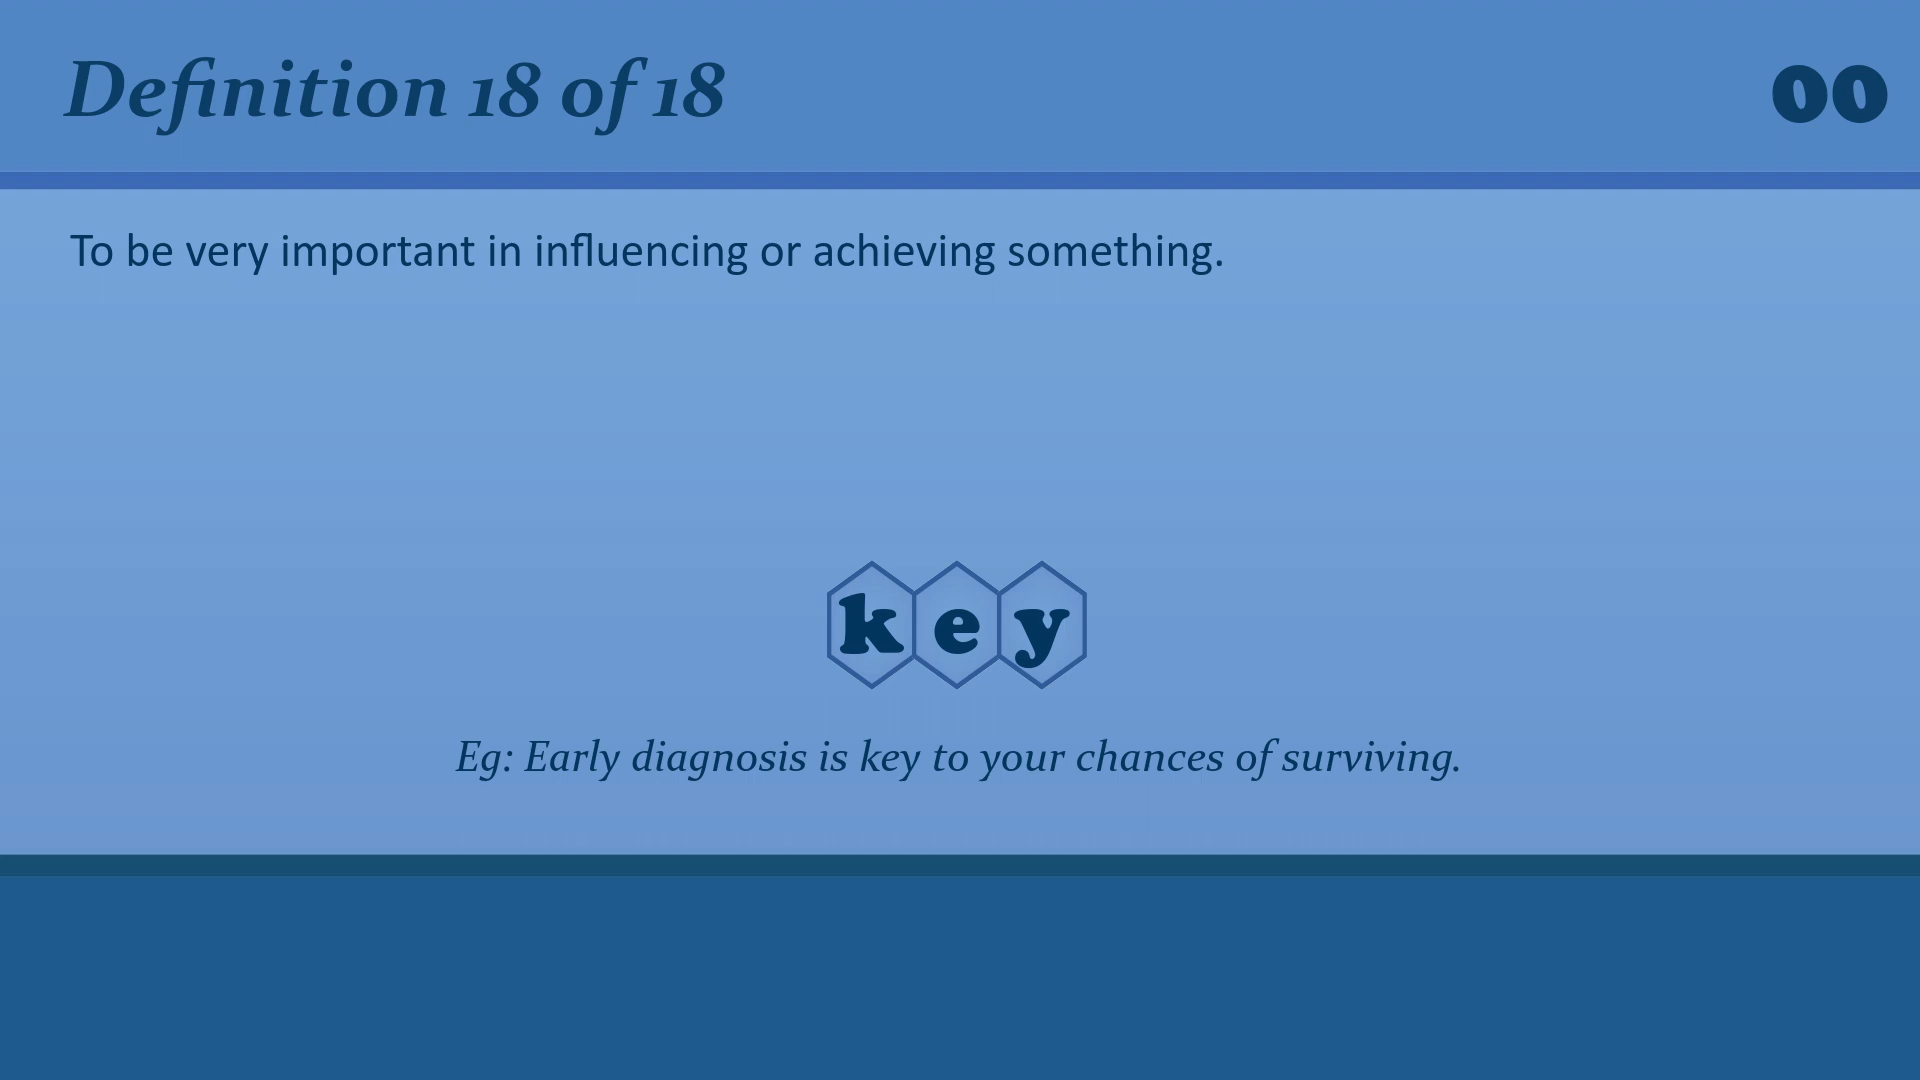 Definition 18 of 18
00
To be very important in influencing or achieving something.
key
Eg: Early diagnosis is key to your chances of surviving.